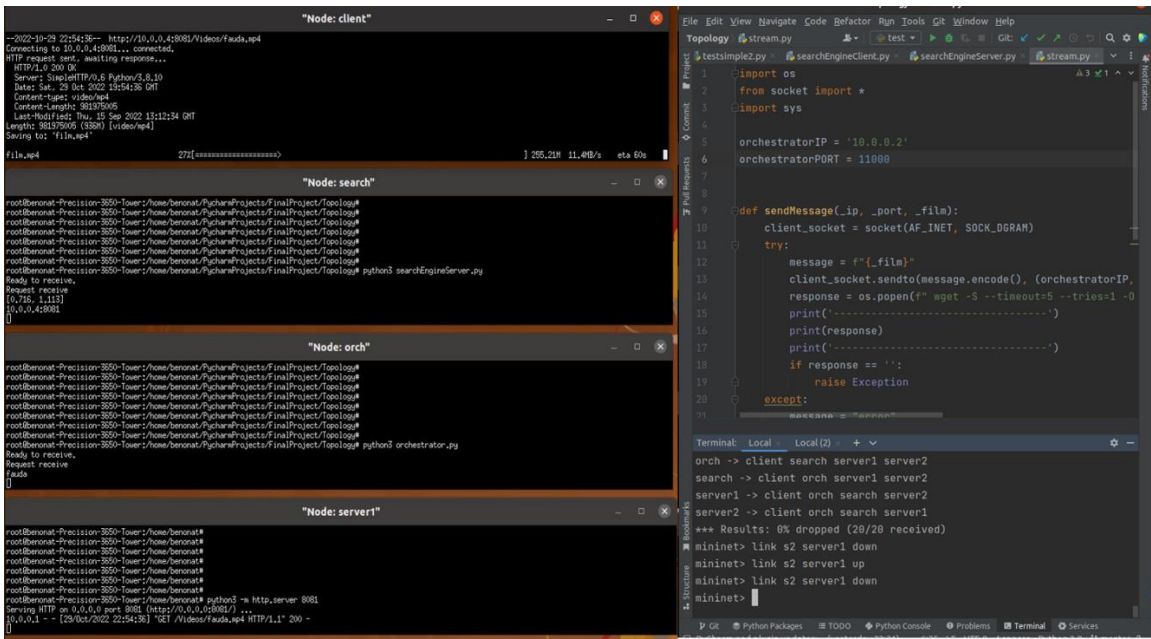 "Node: client"
--2022-10-29 22:54:36-- http://10.0.0.4:8081/Videos/fauda.mp4
Connecting to 10.0.0.4:8081... connected.
HTTP request sent, awaiting response...
HTTP/1.0 200 OK
Server: SimpleHTTP/0.6 Python/3.8.10
Date: Sat, 29 Oct 2022 19:54:36 GMT
Content-type: video/mp4
Content-Length: 981975005
Last-Modified: Thu, 15 Sep 2022 13:12:34 GMT
Length: 981975005 (936M) [video/mp4]
Saving to: 'film.mp4'
film.mp4 27%[===================> ] 255,21M 11,4MB/s eta 60s
"Node: search"
root@benonat-Precision-3650-Tower:/home/benonat/PycharmProjects/FinalProject/Topology#
root@benonat-Precision-3650-Tower:/home/benonat/PycharmProjects/FinalProject/Topology#
root@benonat-Precision-3650-Tower:/home/benonat/PycharmProjects/FinalProject/Topology#
root@benonat-Precision-3650-Tower:/home/benonat/PycharmProjects/FinalProject/Topology#
root@benonat-Precision-3650-Tower:/home/benonat/PycharmProjects/FinalProject/Topology#
root@benonat-Precision-3650-Tower:/home/benonat/PycharmProjects/FinalProject/Topology#
root@benonat-Precision-3650-Tower:/home/benonat/PycharmProjects/FinalProject/Topology# python3 searchEngineServer.py
Ready to receive.
Request receive
[0.716, 1.113]
10.0.0.4:8081
"Node: orch"
root@benonat-Precision-3650-Tower:/home/benonat/PycharmProjects/FinalProject/Topology#
root@benonat-Precision-3650-Tower:/home/benonat/PycharmProjects/FinalProject/Topology#
root@benonat-Precision-3650-Tower:/home/benonat/PycharmProjects/FinalProject/Topology#
root@benonat-Precision-3650-Tower:/home/benonat/PycharmProjects/FinalProject/Topology#
root@benonat-Precision-3650-Tower:/home/benonat/PycharmProjects/FinalProject/Topology#
root@benonat-Precision-3650-Tower:/home/benonat/PycharmProjects/FinalProject/Topology#
root@benonat-Precision-3650-Tower:/home/benonat/PycharmProjects/FinalProject/Topology# python3 orchestrator.py
Ready to receive.
Request receive
fauda
"Node: server1"
root@benonat-Precision-3650-Tower:/home/benonat#
root@benonat-Precision-3650-Tower:/home/benonat#
root@benonat-Precision-3650-Tower:/home/benonat#
root@benonat-Precision-3650-Tower:/home/benonat#
root@benonat-Precision-3650-Tower:/home/benonat#
root@benonat-Precision-3650-Tower:/home/benonat#
root@benonat-Precision-3650-Tower:/home/benonat# python3 -m http.server 8081
Serving HTTP on 0.0.0.0 port 8081 (http://0.0.0.0:8081/) ...
10.0.0.1 - - [29/Oct/2022 22:54:36] "GET /Videos/fauda.mp4 HTTP/1.1" 200 -
File Edit View Navigate Code Refactor Run Tools Git Window Help
Topology stream.py test Git:
testsimple2.py searchEngineClient.py searchEngineServer.py stream.py
Project
Commit
Pull Requests
Bookmarks
Structure
Notifications
3 1
1 import os
2 from socket import *
3 import sys
4
5 orchestratorIP = '10.0.0.2'
6 orchestratorPORT = 11000
7
8
9 def sendMessage(_ip, _port, _film):
10 client_socket = socket(AF_INET, SOCK_DGRAM)
11 try:
12 message = f"{_film}"
13 client_socket.sendto(message.encode(), (orchestratorIP,
14 response = os.popen(f" wget -S --timeout=5 --tries=1 -O
15 print('----------------------------------')
16 print(response)
17 print('----------------------------------')
18 if response == '':
19 raise Exception
20 except:
21 message = "error"
Terminal: Local Local (2)
orch -> client search server1 server2
search -> client orch server1 server2
server1 -> client orch search server2
server2 -> client orch search server1
*** Results: 0% dropped (20/20 received)
mininet> link s2 server1 down
mininet> link s2 server1 up
mininet> link s2 server1 down
mininet>
Git Python Packages TODO Python Console Problems Terminal Services